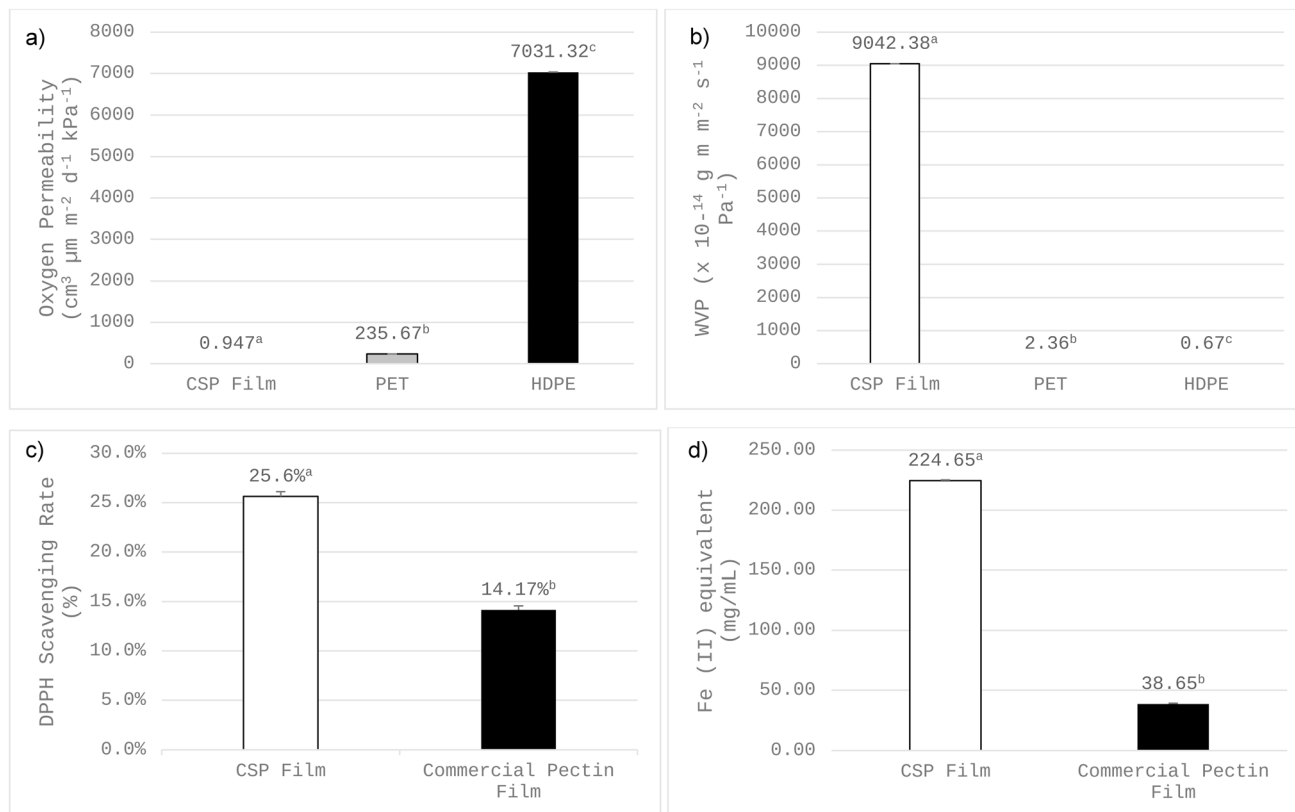 a)
Oxygen Permeability
(cm³ µm m⁻² d⁻¹ kPa⁻¹)
8000
7000
6000
5000
4000
3000
2000
1000
0
0.947ᵃ
235.67ᵇ
7031.32ᶜ
CSP Film
PET
HDPE
b)
WVP (x 10⁻¹⁴ g m m⁻² s⁻¹
Pa⁻¹)
10000
9000
8000
7000
6000
5000
4000
3000
2000
1000
0
9042.38ᵃ
2.36ᵇ
0.67ᶜ
CSP Film
PET
HDPE
c)
DPPH Scavenging Rate
(%)
30.0%
25.0%
20.0%
15.0%
10.0%
5.0%
0.0%
25.6%ᵃ
14.17%ᵇ
CSP Film
Commercial Pectin
Film
d)
Fe (II) equivalent
(mg/mL)
250.00
200.00
150.00
100.00
50.00
0.00
224.65ᵃ
38.65ᵇ
CSP Film
Commercial Pectin
Film